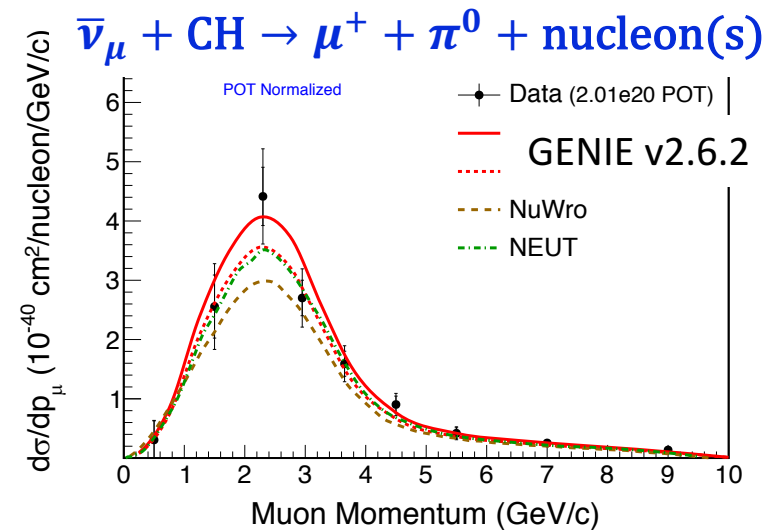 ν̅_μ + CH → μ⁺ + π⁰ + nucleon(s)
POT Normalized
Data (2.01e20 POT)
GENIE v2.6.2
NuWro
NEUT
dσ/dp_μ (10⁻⁴⁰ cm²/nucleon/GeV/c)
6
5
4
3
2
1
0 1 2 3 4 5 6 7 8 9 10
Muon Momentum (GeV/c)